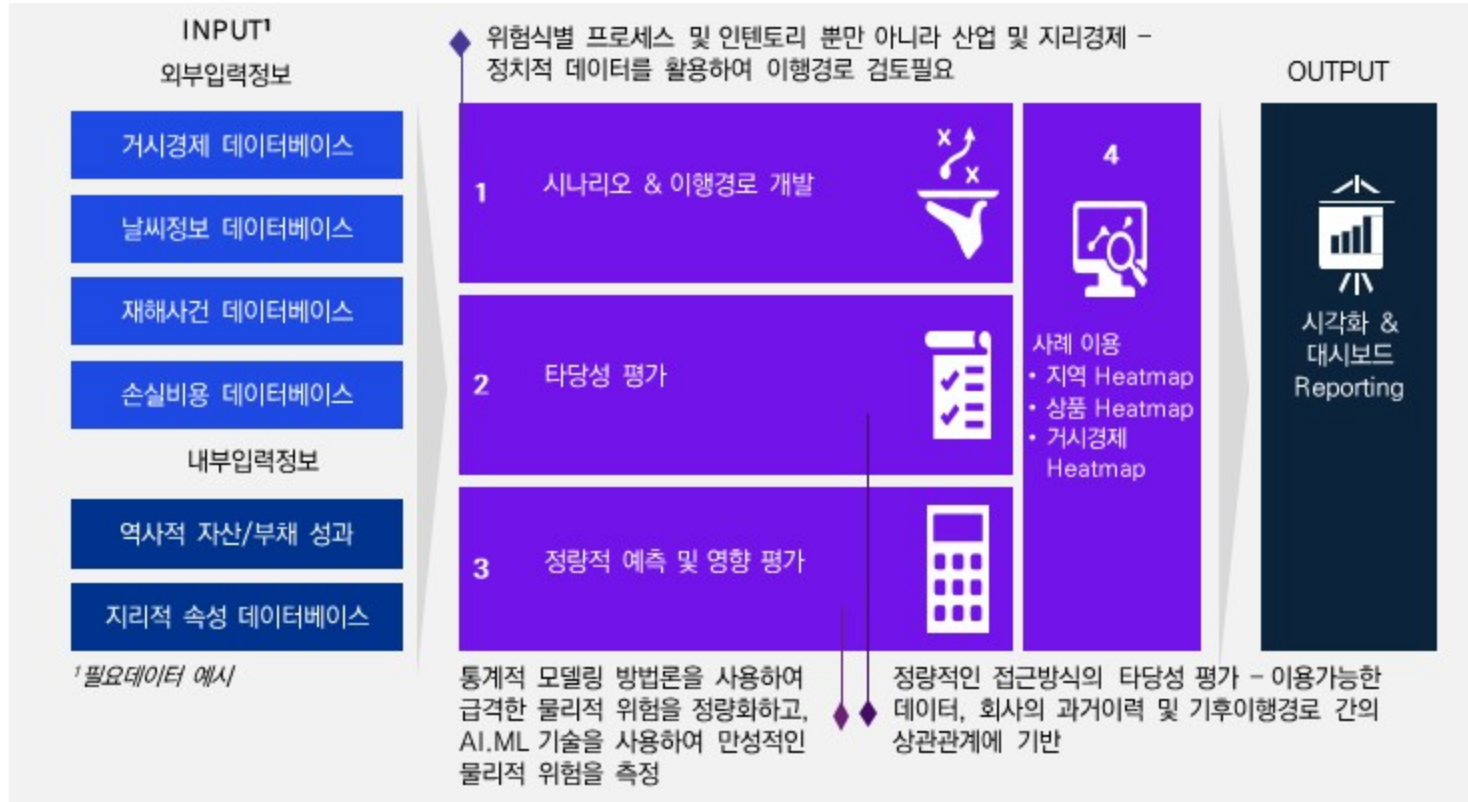 INPUT¹
외부입력정보
거시경제 데이터베이스
날씨정보 데이터베이스
재해사건 데이터베이스
손실비용 데이터베이스
내부입력정보
역사적 자산/부채 성과
지리적 속성 데이터베이스
¹ 필요데이터 예시
위험식별 프로세스 및 인텐토리 뿐만 아니라 산업 및 지리경제 –
정치적 데이터를 활용하여 이행경로 검토필요
1
시나리오 & 이행경로 개발
2
타당성 평가
3
정량적 예측 및 영향 평가
4
사례 이용
• 지역 Heatmap
• 상품 Heatmap
• 거시경제
Heatmap
통계적 모델링 방법론을 사용하여
급격한 물리적 위험을 정량화하고,
AI.ML 기술을 사용하여 만성적인
물리적 위험을 측정
정량적인 접근방식의 타당성 평가 – 이용가능한
데이터, 회사의 과거이력 및 기후이행경로 간의
상관관계에 기반
OUTPUT
시각화 &
대시보드
Reporting